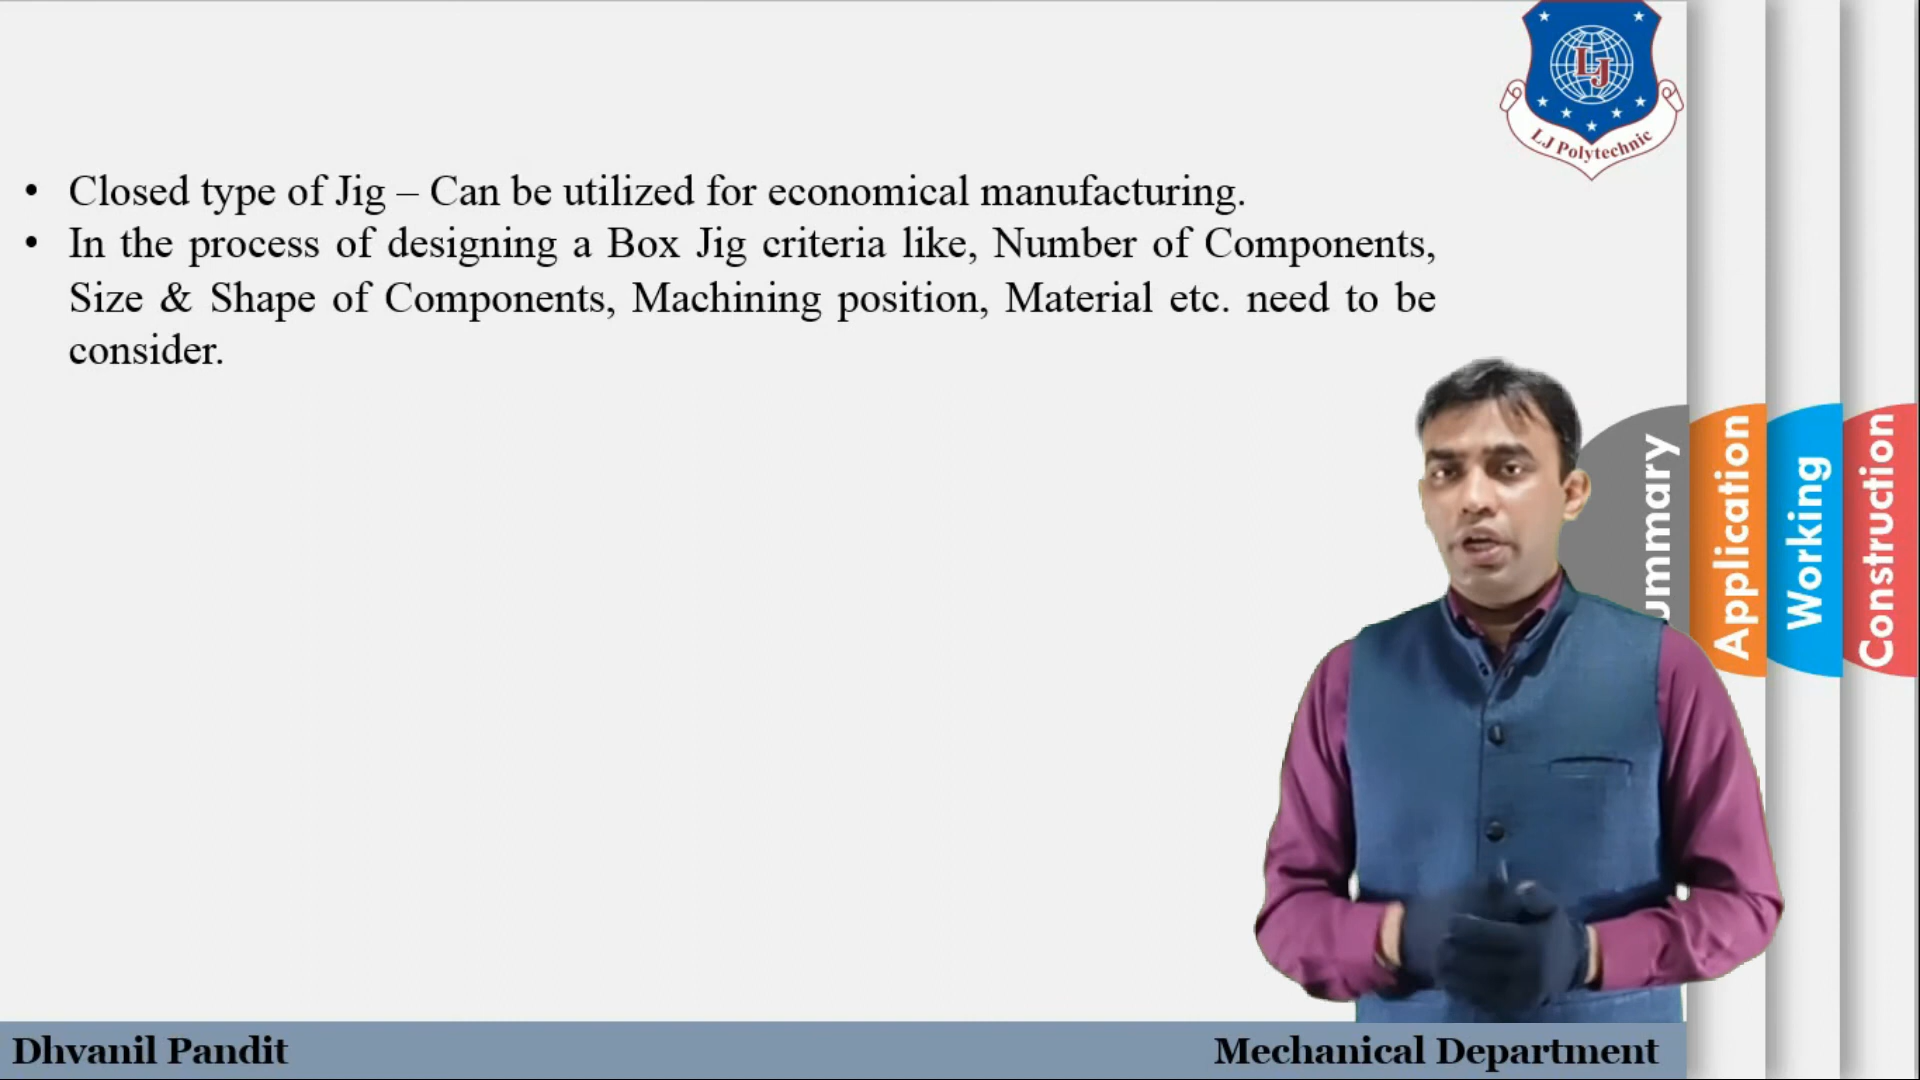 LJ
LJ Polytechnic
• Closed type of Jig – Can be utilized for economical manufacturing.
• In the process of designing a Box Jig criteria like, Number of Components,
Size & Shape of Components, Machining position, Material etc. need to be
consider.
ummary
Application
Working
Construction
Dhvanil Pandit
Mechanical Department